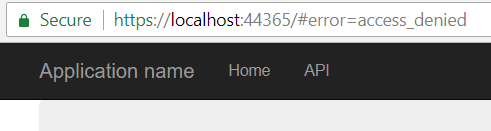 Secure https://localhost:44365/#error=access_denied
Application name Home API